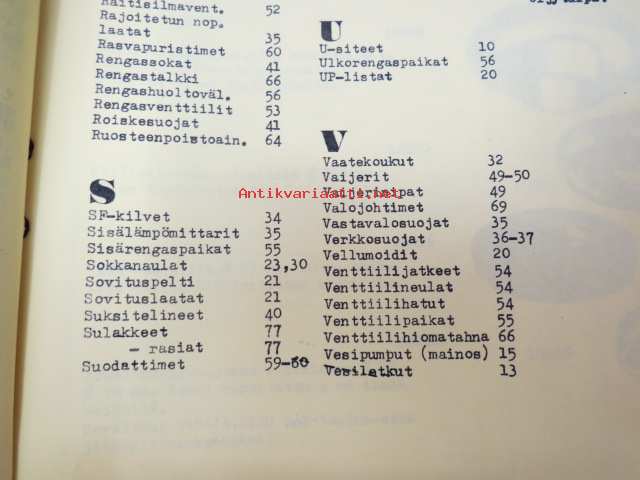 Raitisilmavent. 52
Rajoitetun nop.
laatat 35
Rasvapuristimet 60
Rengassokat 41
Rengastalkki 66
Rengashuoltoväl. 56
Rengasventtiilit 53
Roiskesuojat 41
Ruosteenpoistoain. 64
S
SF-kilvet 34
Sisälämpömittarit 35
Sisärengaspaikat 55
Sokkanaulat 23,30
Sovituspelti 21
Sovituslaatat 21
Suksitelineet 40
Sulakkeet 77
- rasiat 77
Suodattimet 59-60
U
U-siteet 10
Ulkorengaspaikat 56
UP-listat 20
V
Vaatekoukut 32
Vaijerit 49-50
Vaijerinipat 49
Valojohtimet 69
Vastavalosuojat 35
Verkkosuojat 36-37
Vellumoidit 20
Venttiilijatkeet 54
Venttiilineulat 54
Venttiilihatut 54
Venttiilipaikat 55
Venttiilihiomatahna 66
Vesipumput (mainos) 15
Vesiletkut 13
Antikvariaatti.net